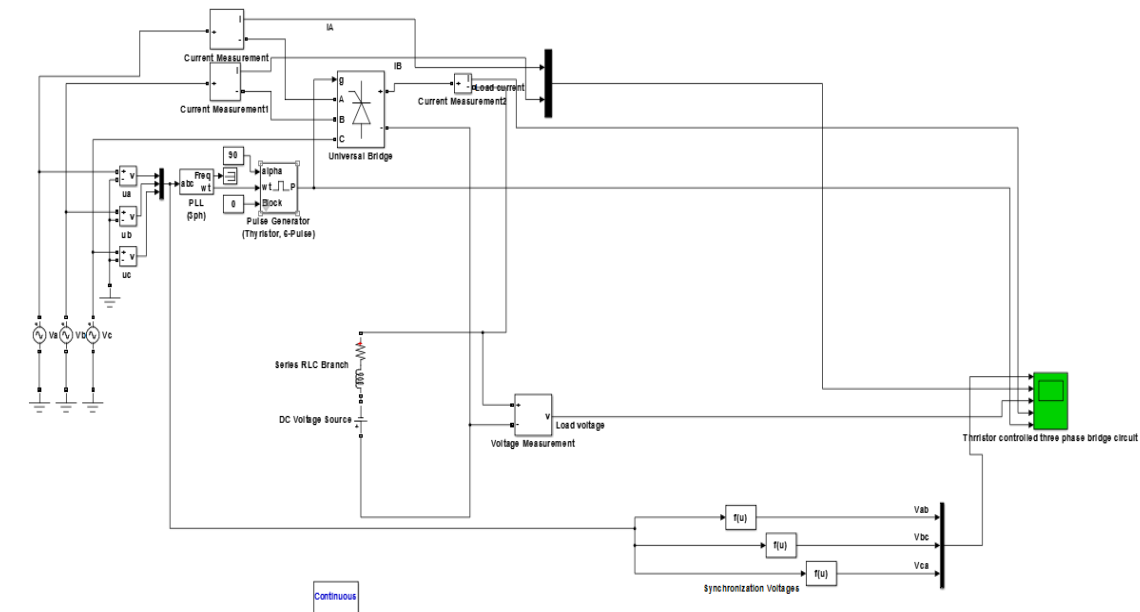 I
+
-
Current Measurement
IA
I
+
-
Current Measurement1
IB
g
A
B
C
+
-
Universal Bridge
+
-
I
Load current
Current Measurement2
90
0
alpha
wt
Block
P
Pulse Generator
(Thyristor, 6-Pulse)
abc
Freq
wt
PLL
(3ph)
+
-
v
ua
+
-
v
ub
+
-
v
uc
Va
Vb
Vc
Series RLC Branch
DC Voltage Source
+
+
-
v
Voltage Measurement
Load voltage
Thrristor controlled three phase bridge circuit
f(u)
Vab
f(u)
Vbc
f(u)
Vca
Synchronization Voltages
Continuous